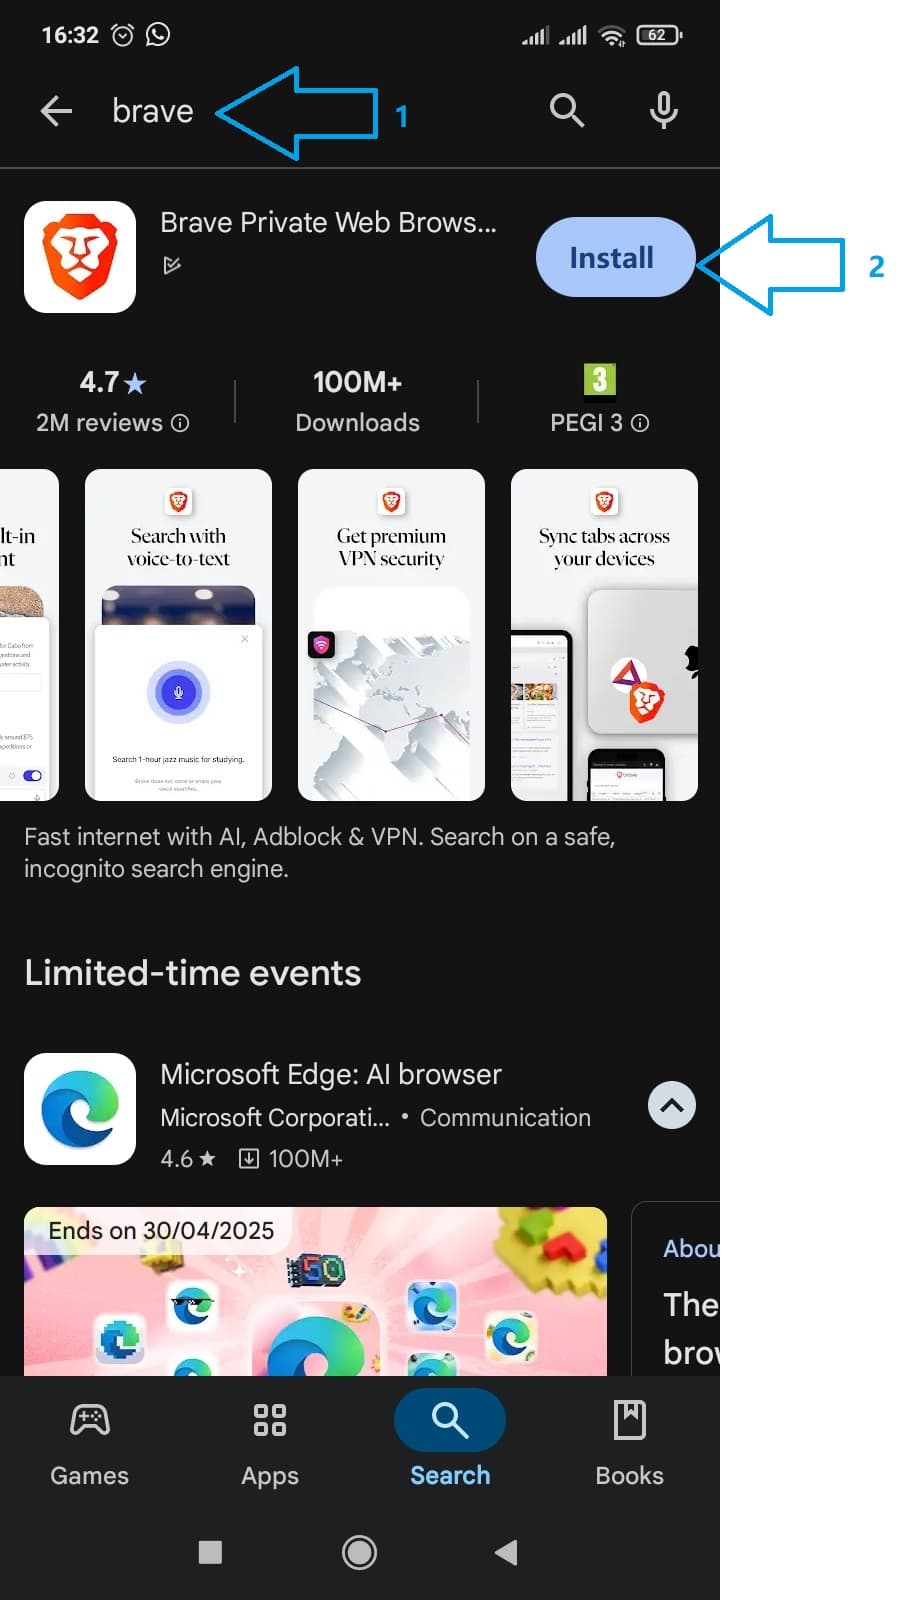 16:32
62
brave
1
Brave Private Web Brows...
Install
2
4.7★
2M reviews
100M+
Downloads
3
PEGI 3
lt-in
nt
Search with
voice-to-text
Search 1-hour jazz music for studying.
Get premium
VPN security
Sync tabs across
your devices
Fast internet with AI, Adblock & VPN. Search on a safe,
incognito search engine.
Limited-time events
Microsoft Edge: AI browser
Microsoft Corporati... • Communication
4.6★ 100M+
Ends on 30/04/2025
50
Abou
The
brow
Games
Apps
Search
Books